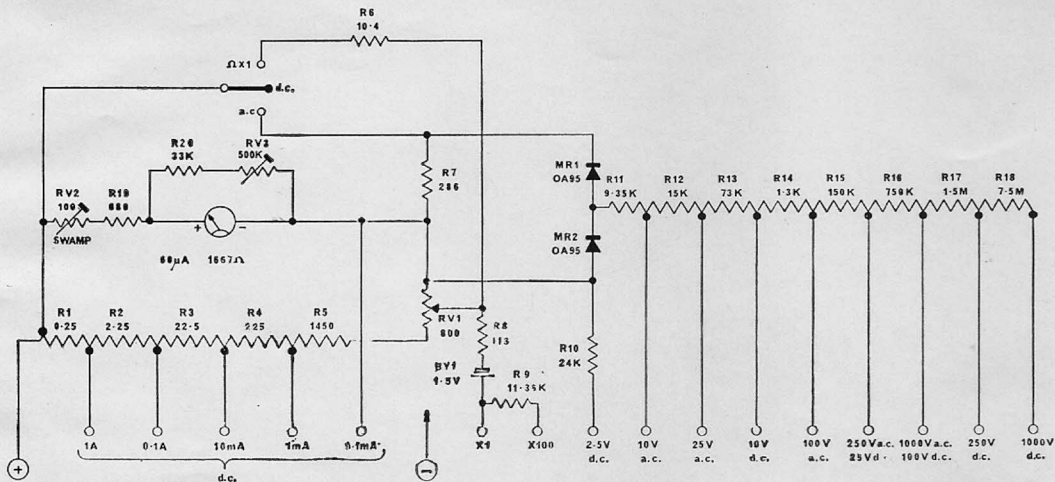 R6
10·4
Ωx1
d.c.
a.c
R20
33K
RV3
500K
R7
286
MR1
OA95
R11
9·35K
R12
15K
R13
73K
R14
1·3K
R15
150K
R16
750K
R17
1·5M
R18
7·5M
RV2
100
R19
SWAMP
+
-
1667Ω
MR2
OA95
R1
0·25
R2
2·25
R3
22·5
R4
225
R5
1450
RV1
600
R8
113
R10
24K
BY1
1·5V
R9
11·35K
1A
0·1A
10mA
1mA
0·1mA
X1
X100
2·5V
d.c.
10V
a.c.
25V
a.c.
10V
d.c.
100V
a.c.
250V a.c.
25V d·
1000V a.c.
100V d.c.
250V
d.c.
1000V
d.c.
+
d.c.
-